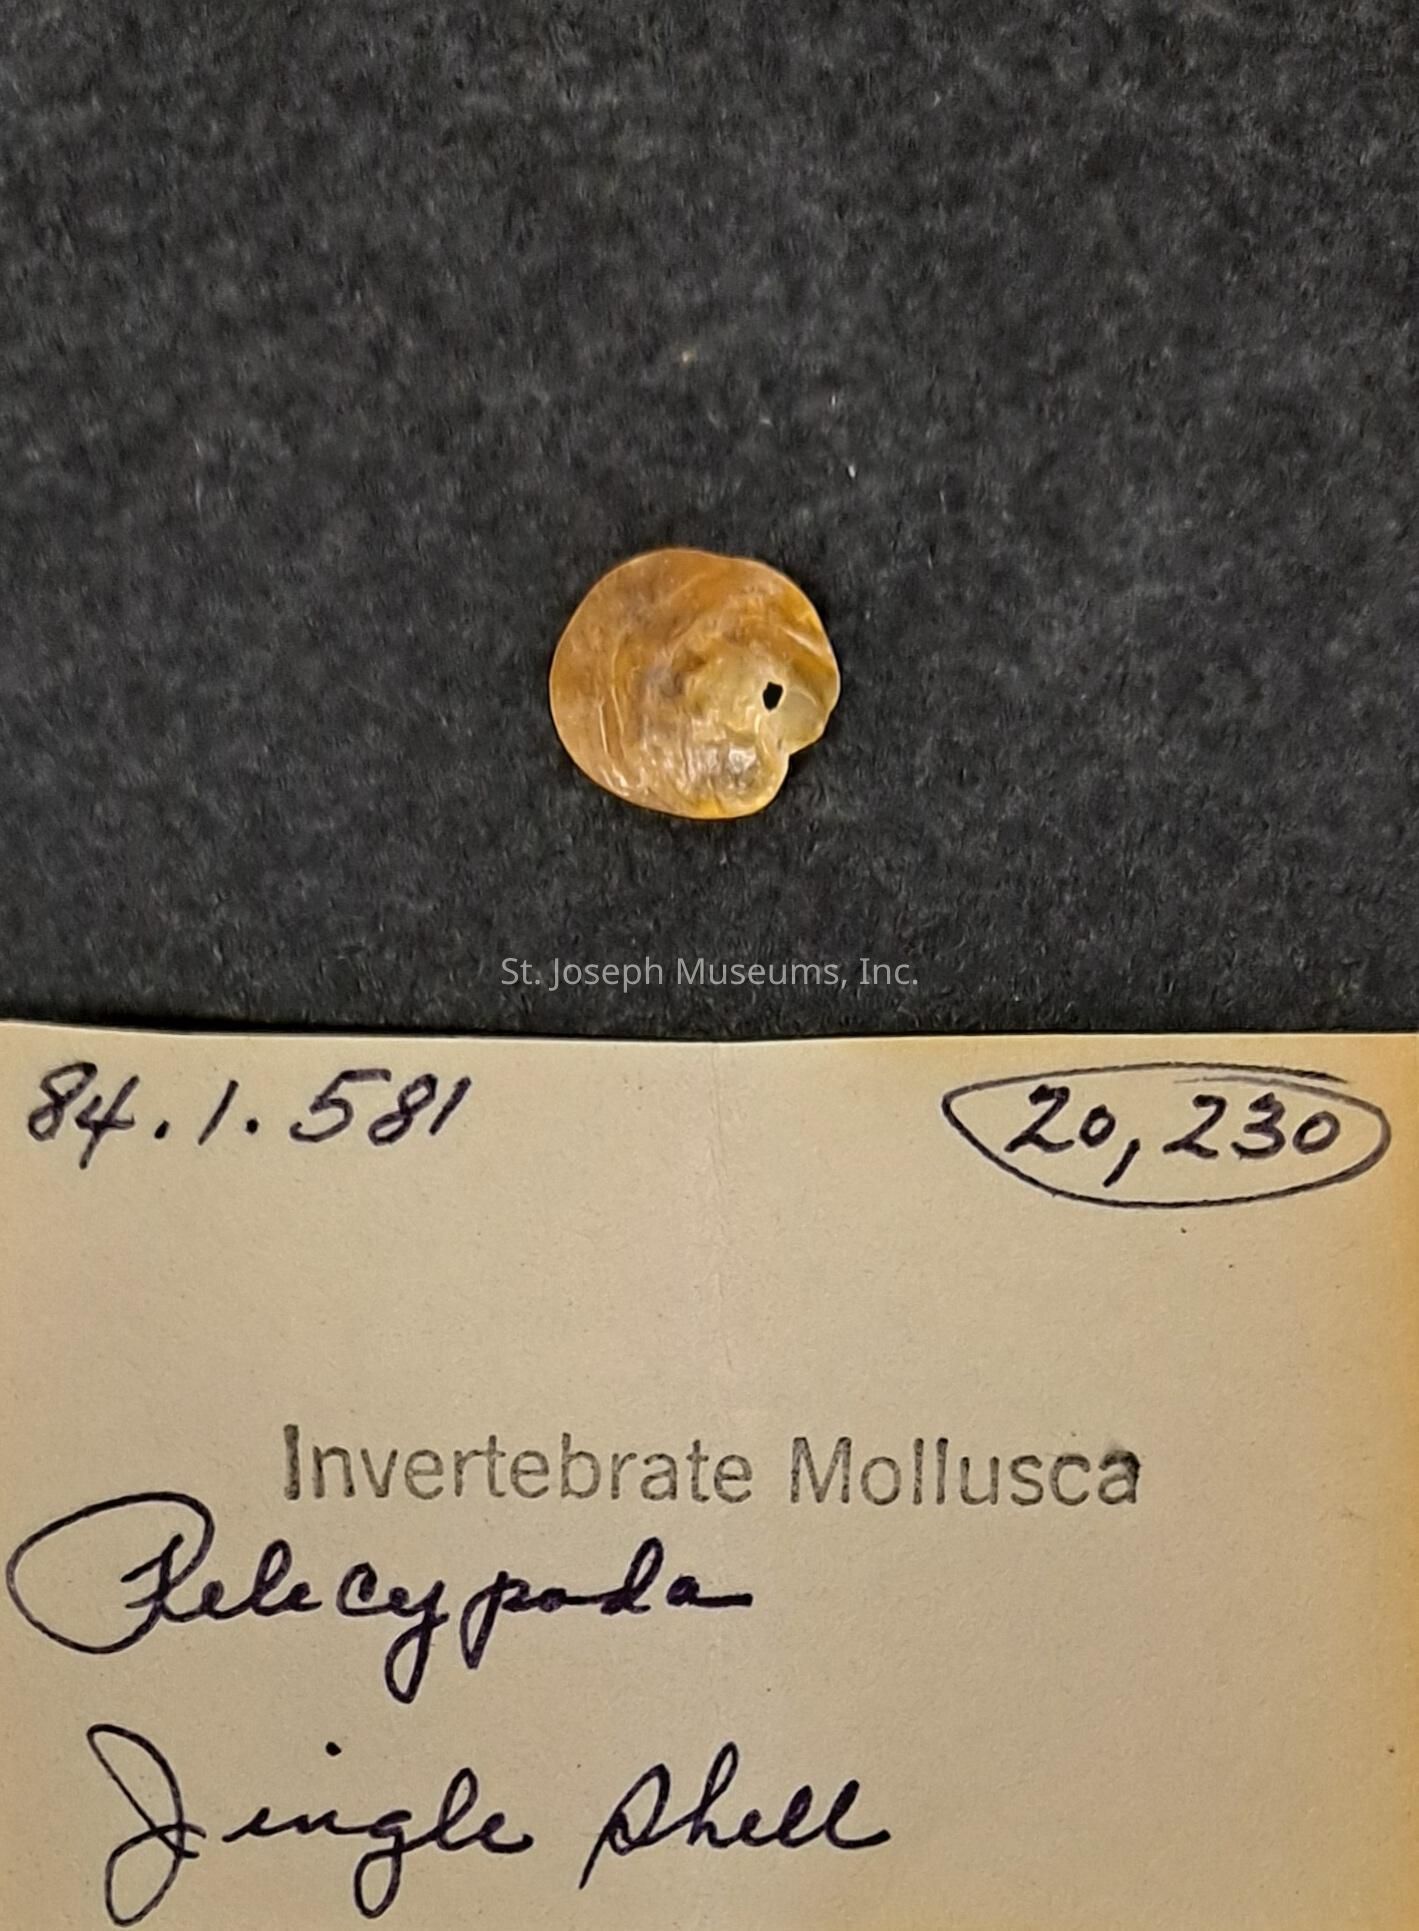 St. Joseph Museums, Inc.
84.1.581
20,230
Invertebrate Mollusca
Pelecypoda
Jingle Shell